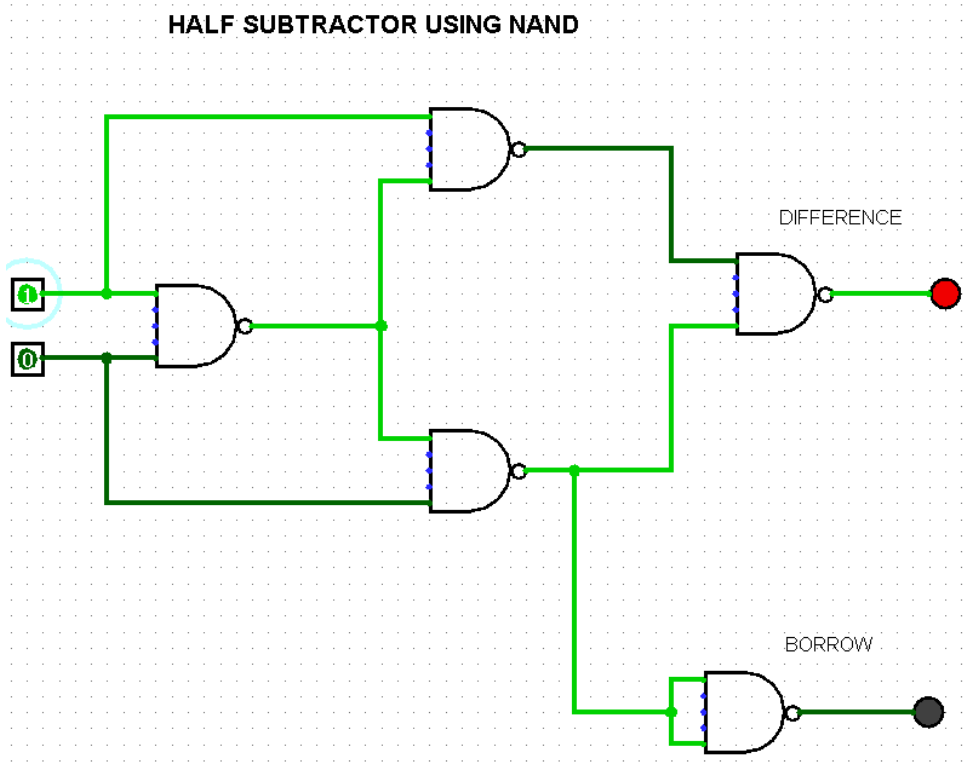 HALF SUBTRACTOR USING NAND
DIFFERENCE
1
0
BORROW